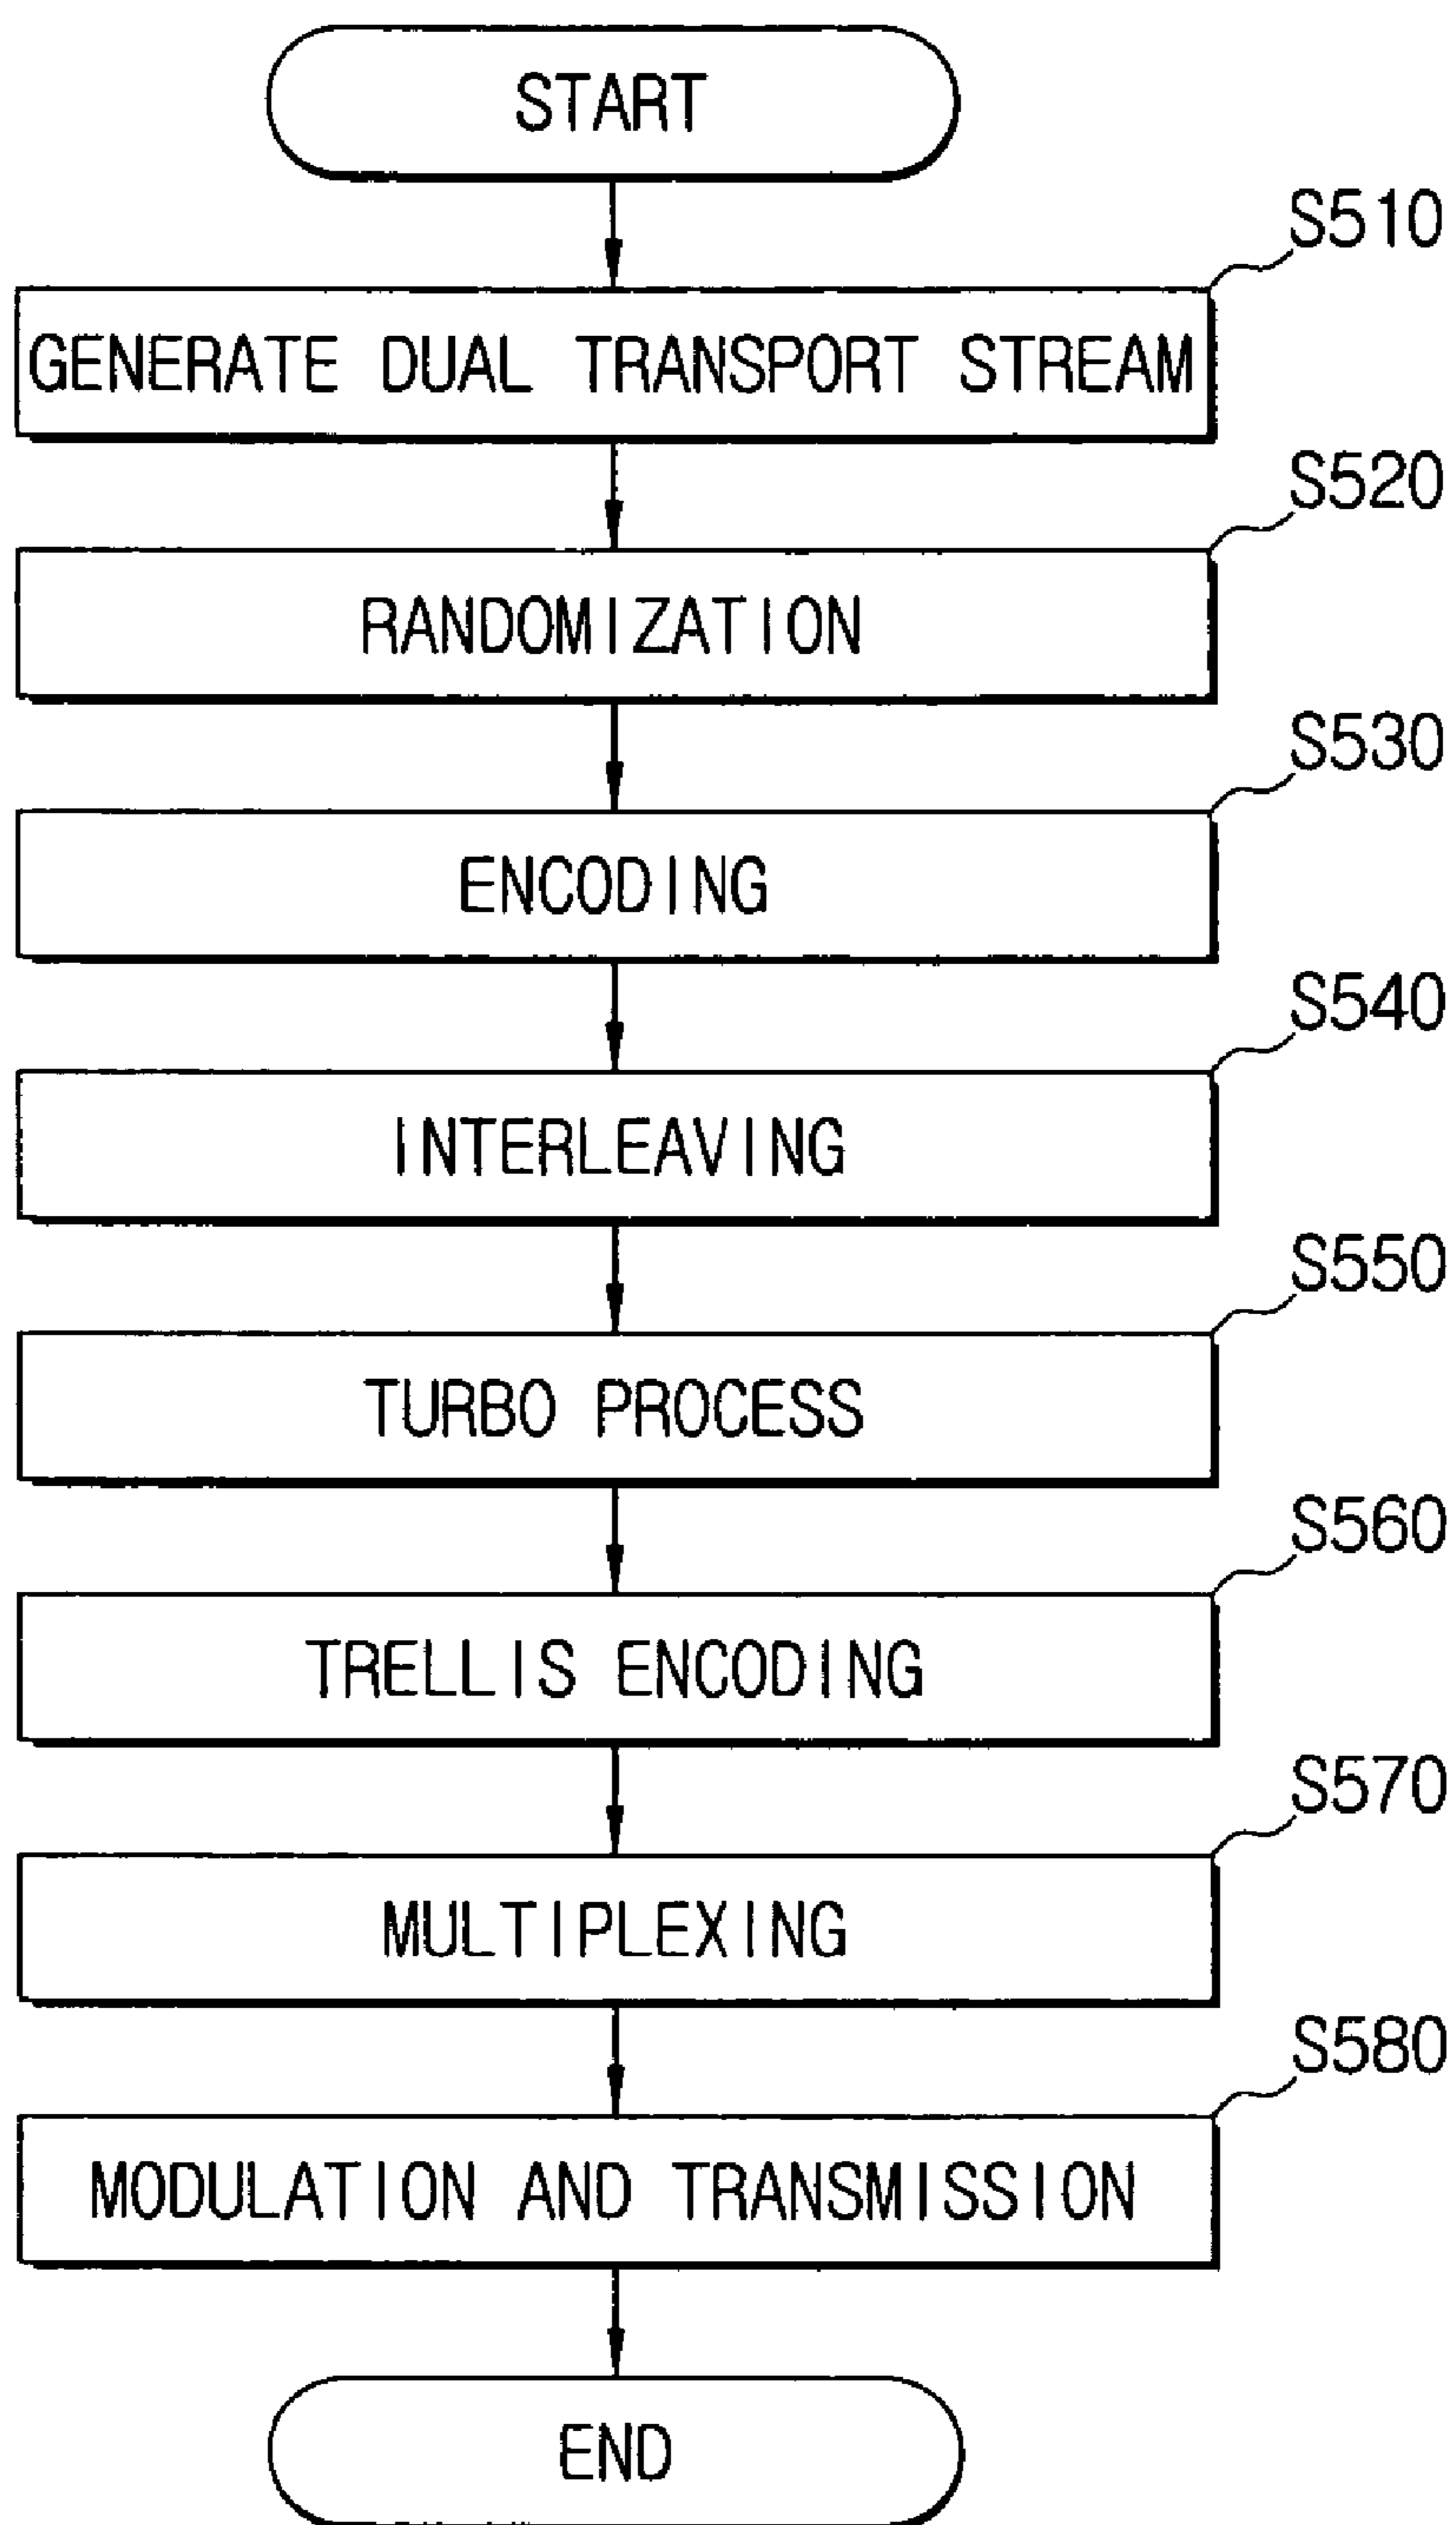 START
S510
GENERATE DUAL TRANSPORT STREAM
S520
RANDOMIZATION
S530
ENCODING
S540
INTERLEAVING
S550
TURBO PROCESS
S560
TRELLIS ENCODING
S570
MULTIPLEXING
S580
MODULATION AND TRANSMISSION
END